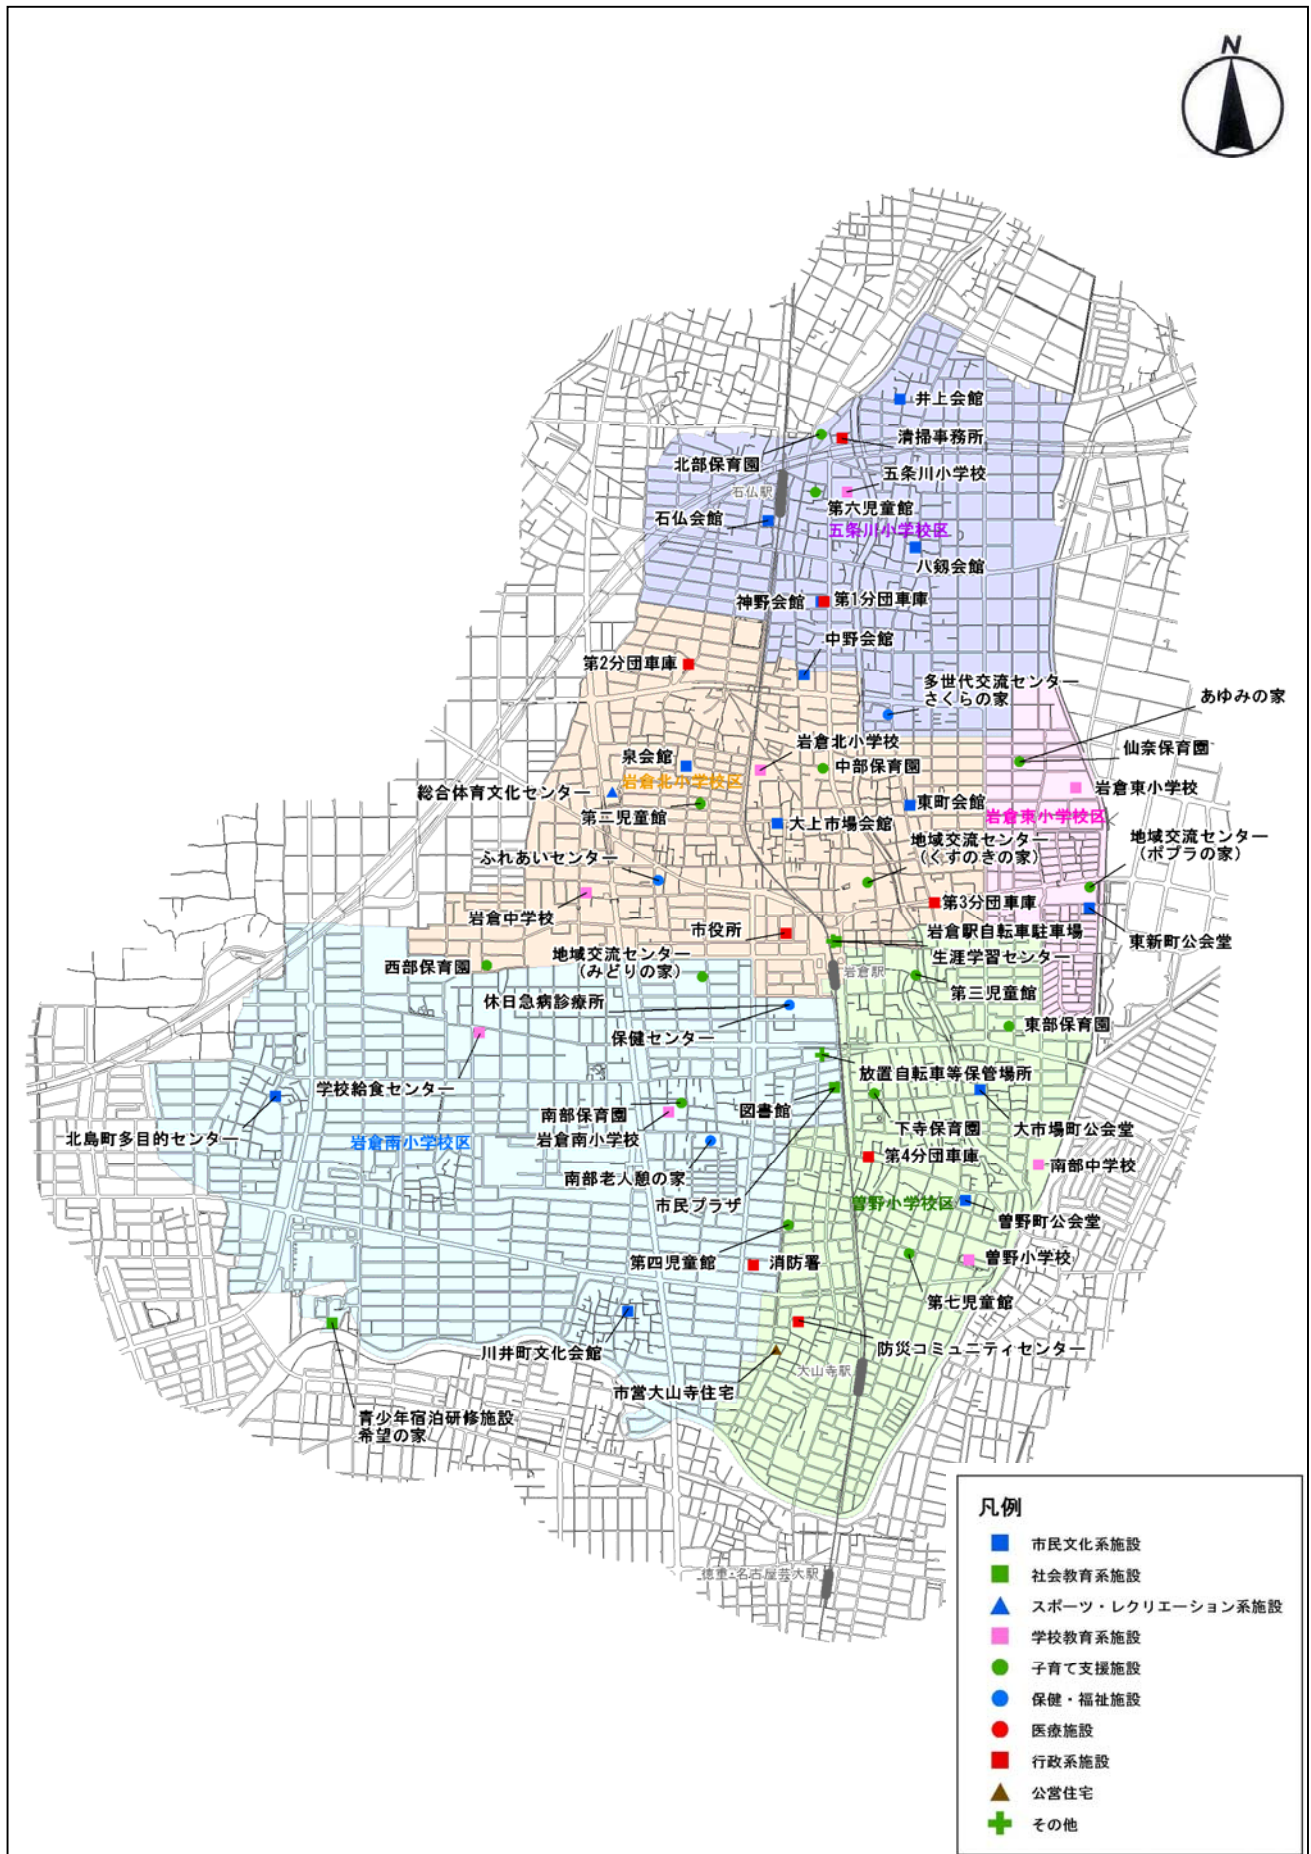 N
井上会館
清掃事務所
北部保育園
五条川小学校
石仏駅
第六児童館
石仏会館
五条川小学校区
八剱会館
神野会館
第1分団車庫
中野会館
第2分団車庫
多世代交流センター
さくらの家
あゆみの家
岩倉北小学校
仙奈保育園
泉会館
中部保育園
岩倉北小学校区
岩倉東小学校
総合体育文化センター
東町会館
第二児童館
岩倉東小学校区
大上市場会館
地域交流センター
(くすのきの家)
地域交流センター
(ポプラの家)
ふれあいセンター
第3分団車庫
岩倉中学校
市役所
岩倉駅自転車駐車場
東新町公会堂
地域交流センター
(みどりの家)
生涯学習センター
西部保育園
岩倉駅
第三児童館
休日急病診療所
東部保育園
保健センター
放置自転車等保管場所
学校給食センター
南部保育園
図書館
下寺保育園
大市場町公会堂
北島町多目的センター
岩倉南小学校区
岩倉南小学校
第4分団車庫
南部中学校
南部老人憩の家
市民プラザ
曽野小学校区
曽野町公会堂
第四児童館
消防署
曽野小学校
第七児童館
川井町文化会館
防災コミュニティセンター
大山寺駅
市営大山寺住宅
青少年宿泊研修施設
希望の家
徳重・名古屋芸大駅
凡例
市民文化系施設
社会教育系施設
スポーツ・レクリエーション系施設
学校教育系施設
子育て支援施設
保健・福祉施設
医療施設
行政系施設
公営住宅
その他